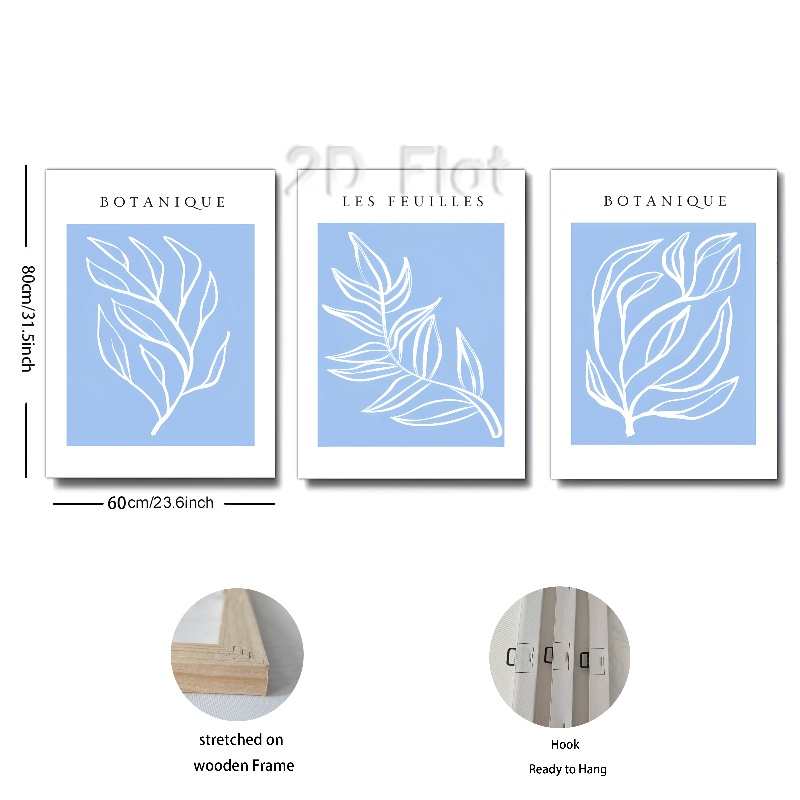 2D Flat
BOTANIQUE
LES FEUILLES
BOTANIQUE
80cm/31.5inch
60cm/23.6inch
stretched on
wooden Frame
Hook
Ready to Hang